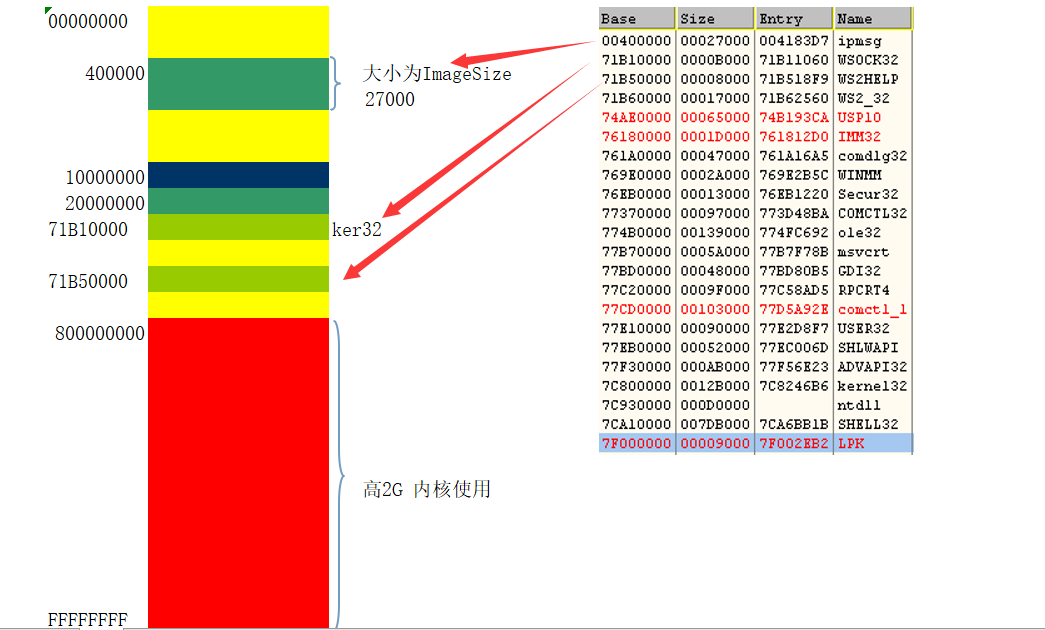 00000000
400000
10000000
20000000
71B10000
71B50000
800000000
FFFFFFFF
大小为ImageSize
27000
ker32
高2G 内核使用
Base Size Entry Name
00400000 00027000 004183D7 ipmsg
71B10000 0000B000 71B11060 WSOCK32
71B50000 00008000 71B518F9 WS2HELP
71B60000 00017000 71B62560 WS2_32
74AE0000 00065000 74B193CA USP10
76180000 0001D000 761812D0 IMM32
761A0000 00047000 761A16A5 comdlg32
769E0000 0002A000 769E2B5C WINMM
76EB0000 00013000 76EB1220 Secur32
77370000 00097000 773D48BA COMCTL32
774B0000 00139000 774FC692 ole32
77B70000 0005A000 77B7F78B msvcrt
77BD0000 00048000 77BD80B5 GDI32
77C20000 0009F000 77C58AD5 RPCRT4
77CD0000 00103000 77D5A92E comctl_1
77E10000 00090000 77E2D8F7 USER32
77EB0000 00052000 77EC006D SHLWAPI
77F30000 000AB000 77F56E23 ADVAPI32
7C800000 0012B000 7C8246B6 kernel32
7C930000 000D0000 ntdll
7CA10000 007DB000 7CA6BB1B SHELL32
7F000000 00009000 7F002EB2 LPK